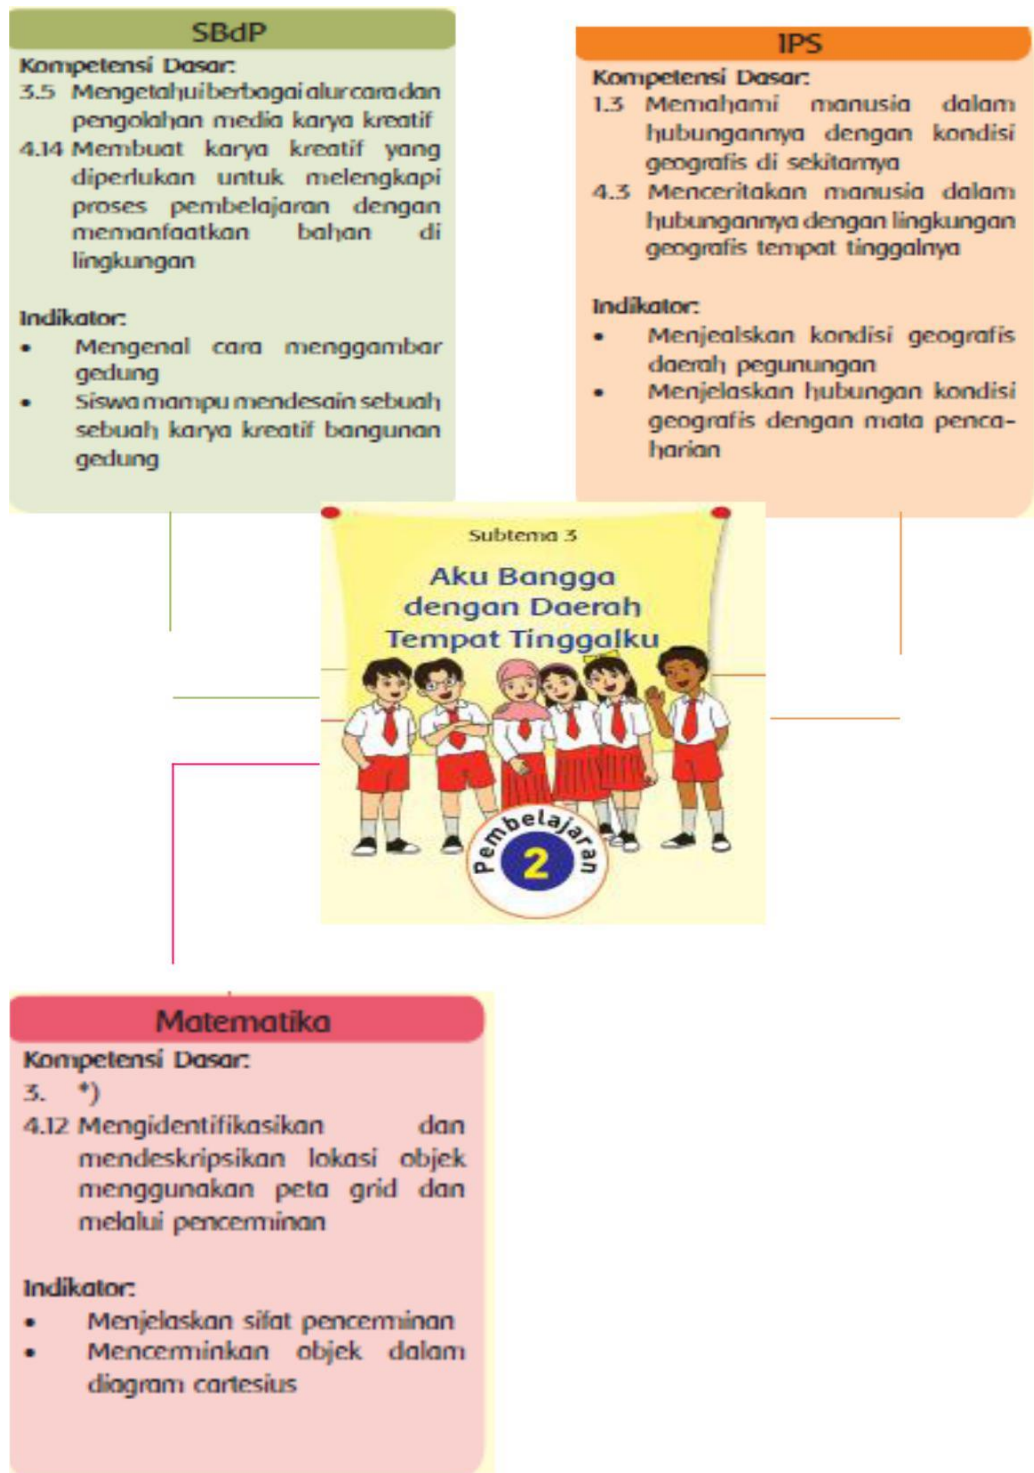 SBdP
Kompetensi Dasar:
3.5 Mengetahui berbagai alur cara dan
pengolahan media karya kreatif
4.14 Membuat karya kreatif yang
diperlukan untuk melengkapi
proses pembelajaran dengan
memanfaatkan bahan di
lingkungan
Indikator:
• Mengenal cara menggambar
gedung
• Siswa mampu mendesain sebuah
sebuah karya kreatif bangunan
gedung
IPS
Kompetensi Dasar:
1.3 Memahami manusia dalam
hubungannya dengan kondisi
geografis di sekitarnya
4.3 Menceritakan manusia dalam
hubungannya dengan lingkungan
geografis tempat tinggalnya
Indikator:
• Menjealskan kondisi geografis
daerah pegunungan
• Menjelaskan hubungan kondisi
geografis dengan mata penca-
harian
Subtema 3
Aku Bangga
dengan Daerah
Tempat Tinggalku
Pembelajaran
2
Matematika
Kompetensi Dasar:
3. *)
4.12 Mengidentifikasikan dan
mendeskripsikan lokasi objek
menggunakan peta grid dan
melalui pencerminan
Indikator:
• Menjelaskan sifat pencerminan
• Mencerminkan objek dalam
diagram cartesius